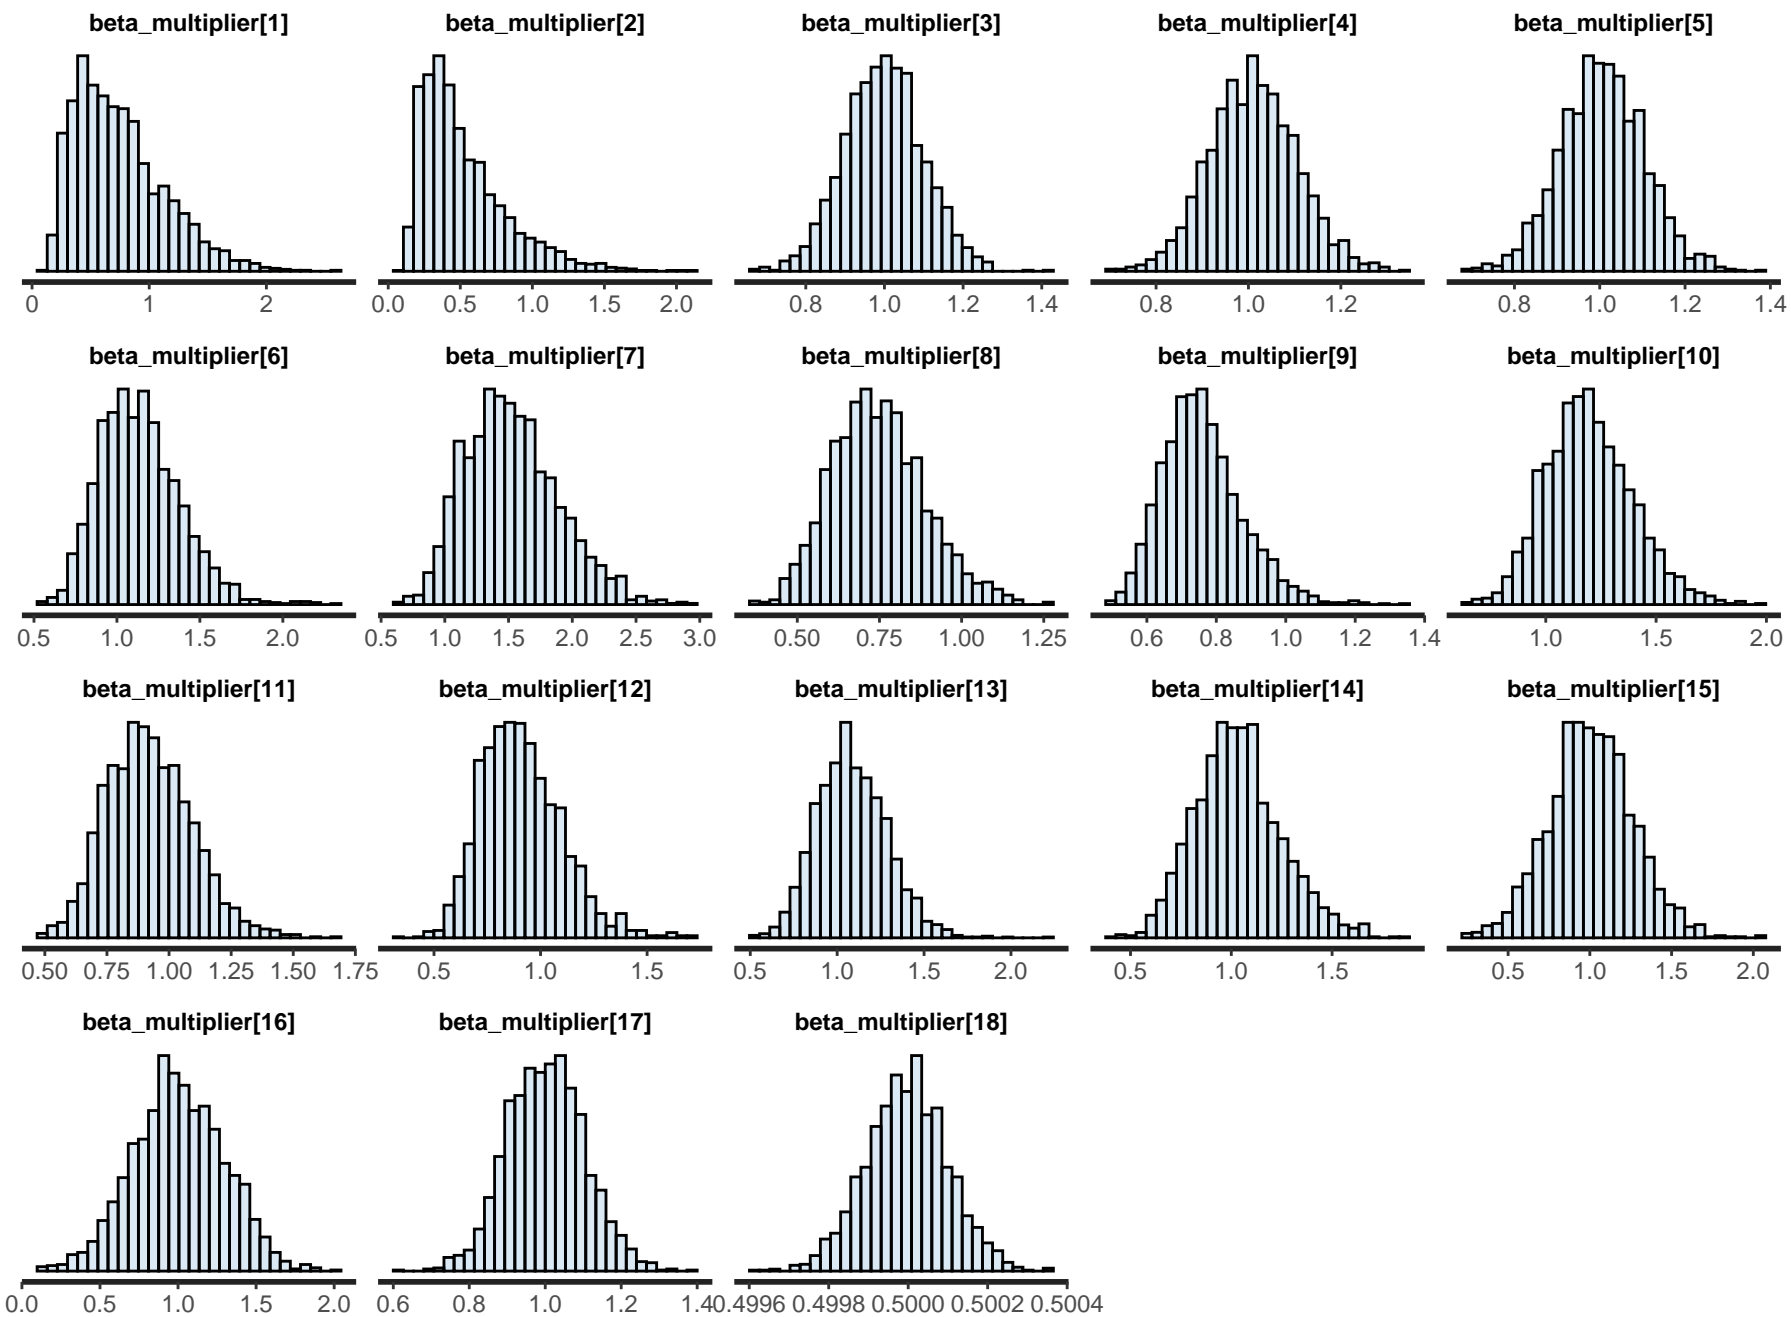 beta_multiplier[1] beta_multiplier[2] beta_multiplier[3] beta_multiplier[4] beta_multiplier[5]
0 1 2 0.0 0.5 1.0 1.5 2.0 0.8 1.0 1.2 1.4 0.8 1.0 1.2 0.8 1.0 1.2 1.4
beta_multiplier[6] beta_multiplier[7] beta_multiplier[8] beta_multiplier[9] beta_multiplier[10]
0.5 1.0 1.5 2.0 0.5 1.0 1.5 2.0 2.5 3.0 0.50 0.75 1.00 1.25 0.6 0.8 1.0 1.2 1.4 1.0 1.5 2.0
beta_multiplier[11] beta_multiplier[12] beta_multiplier[13] beta_multiplier[14] beta_multiplier[15]
0.50 0.75 1.00 1.25 1.50 1.75 0.5 1.0 1.5 0.5 1.0 1.5 2.0 0.5 1.0 1.5 0.5 1.0 1.5 2.0
beta_multiplier[16] beta_multiplier[17] beta_multiplier[18]
0.0 0.5 1.0 1.5 2.0 0.6 0.8 1.0 1.2 1.4 0.4996 0.4998 0.5000 0.5002 0.5004